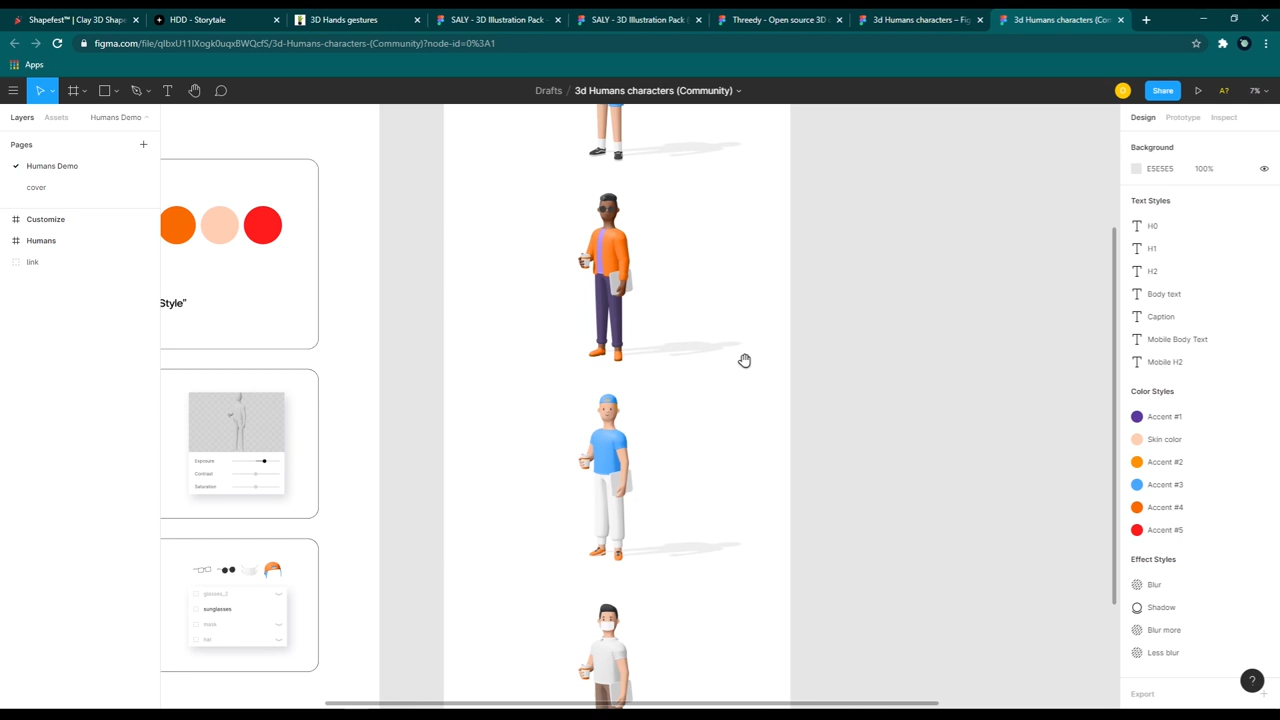 Shapefest™ | Clay 3D Shape
HDD - Storytale
3D Hands gestures
SALY - 3D Illustration Pack -
SALY - 3D Illustration Pack (
Threedy - Open source 3D
3d Humans characters – Fig
3d Humans characters (Com
figma.com/file/qlbxU11IXogk0uqxBWQcfS/3d-Humans-characters-(Community)?node-id=0%3A1
Apps
Drafts / 3d Humans characters (Community)
Share
A?
7%
Layers
Assets
Humans Demo
Design
Prototype
Inspect
Pages
Humans Demo
cover
Customize
Humans
link
Style”
Exposure
Contrast
Saturation
glasses_2
sunglasses
mask
hat
Background
E5E5E5
100%
Text Styles
H0
H1
H2
Body text
Caption
Mobile Body Text
Mobile H2
Color Styles
Accent #1
Skin color
Accent #2
Accent #3
Accent #4
Accent #5
Effect Styles
Blur
Shadow
Blur more
Less blur
Export
?